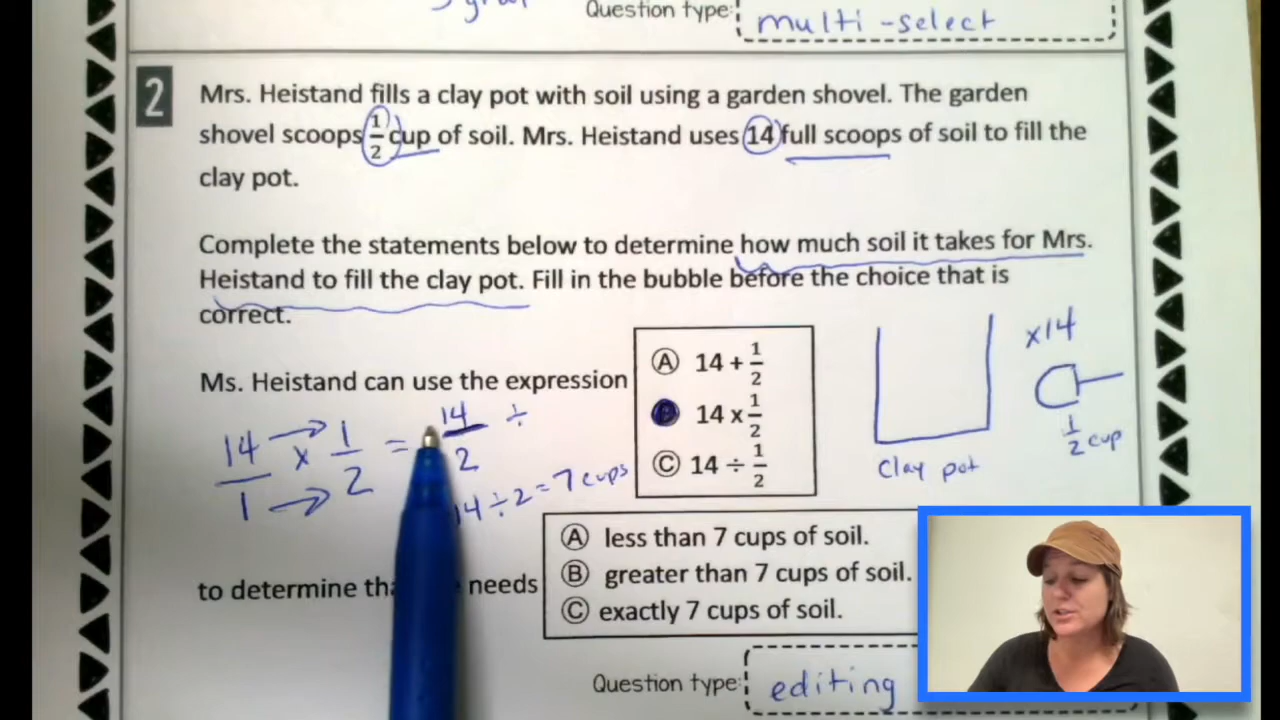 Question type: multi-select
2
Mrs. Heistand fills a clay pot with soil using a garden shovel. The garden
shovel scoops 1/2 cup of soil. Mrs. Heistand uses 14 full scoops of soil to fill the
clay pot.
Complete the statements below to determine how much soil it takes for Mrs.
Heistand to fill the clay pot. Fill in the bubble before the choice that is
correct.
Ms. Heistand can use the expression
A 14 + 1/2
14 x 1/2
C 14 ÷ 1/2
14/1 x 1/2 = 14/2 ÷
14 ÷ 2 = 7 cups
x14
1/2 cup
Clay pot
to determine needs
A less than 7 cups of soil.
B greater than 7 cups of soil.
C exactly 7 cups of soil.
Question type: editing